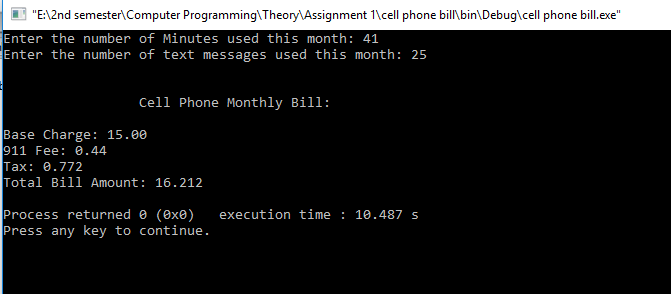 "E:\2nd semester\Computer Programming\Theory\Assignment 1\cell phone bill\bin\Debug\cell phone bill.exe"
Enter the number of Minutes used this month: 41
Enter the number of text messages used this month: 25
Cell Phone Monthly Bill:
Base Charge: 15.00
911 Fee: 0.44
Tax: 0.772
Total Bill Amount: 16.212
Process returned 0 (0x0)   execution time : 10.487 s
Press any key to continue.